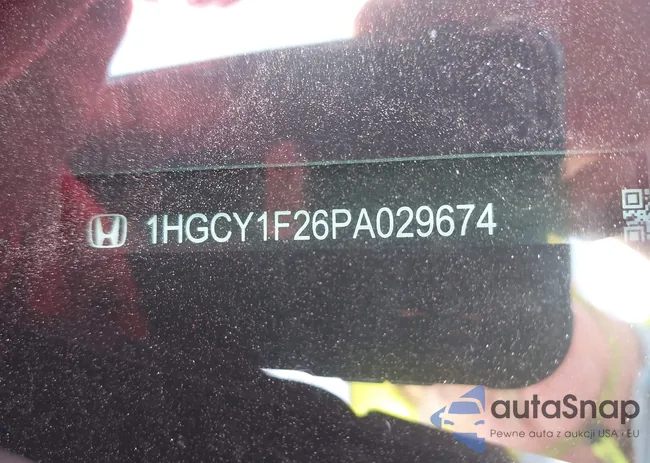 1HGCY1F26PA029674
autaSnap
Pewne auta z aukcji USA i EU